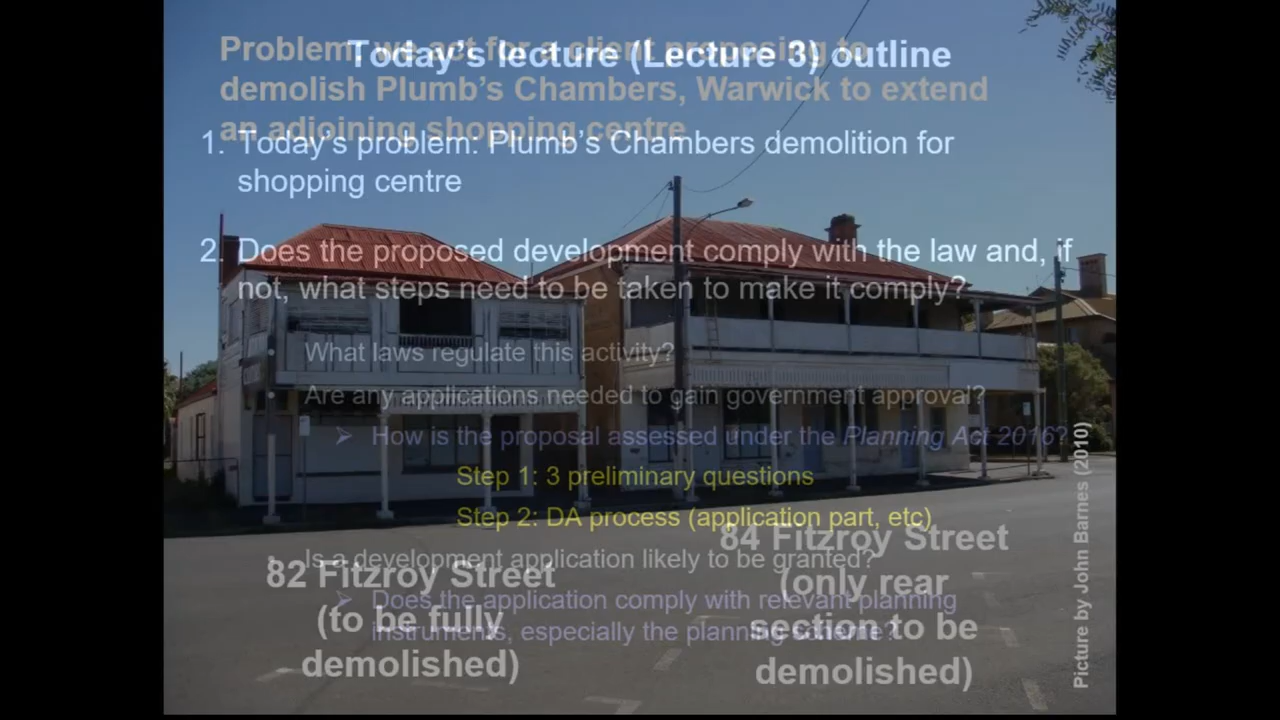 Today's lecture (Lecture 3) outline
1. Today's problem: Plumb's Chambers demolition for
shopping centre
2. Does the proposed development comply with the law and, if
not, what steps need to be taken to make it comply?
What laws regulate this activity?
Are any applications needed to gain government approval?
➢ How is the proposal assessed under the Planning Act 2016?
Step 1: 3 preliminary questions
Step 2: DA process (application part, etc)
• Is a development application likely to be granted?
➢ Does the application comply with relevant planning
instruments, especially the planning scheme?
Problem: we act for a client proposing to
demolish Plumb's Chambers, Warwick to extend
an adjoining shopping centre
82 Fitzroy Street
(to be fully
demolished)
84 Fitzroy Street
(only rear
section to be
demolished)
Picture by John Barnes (2010)